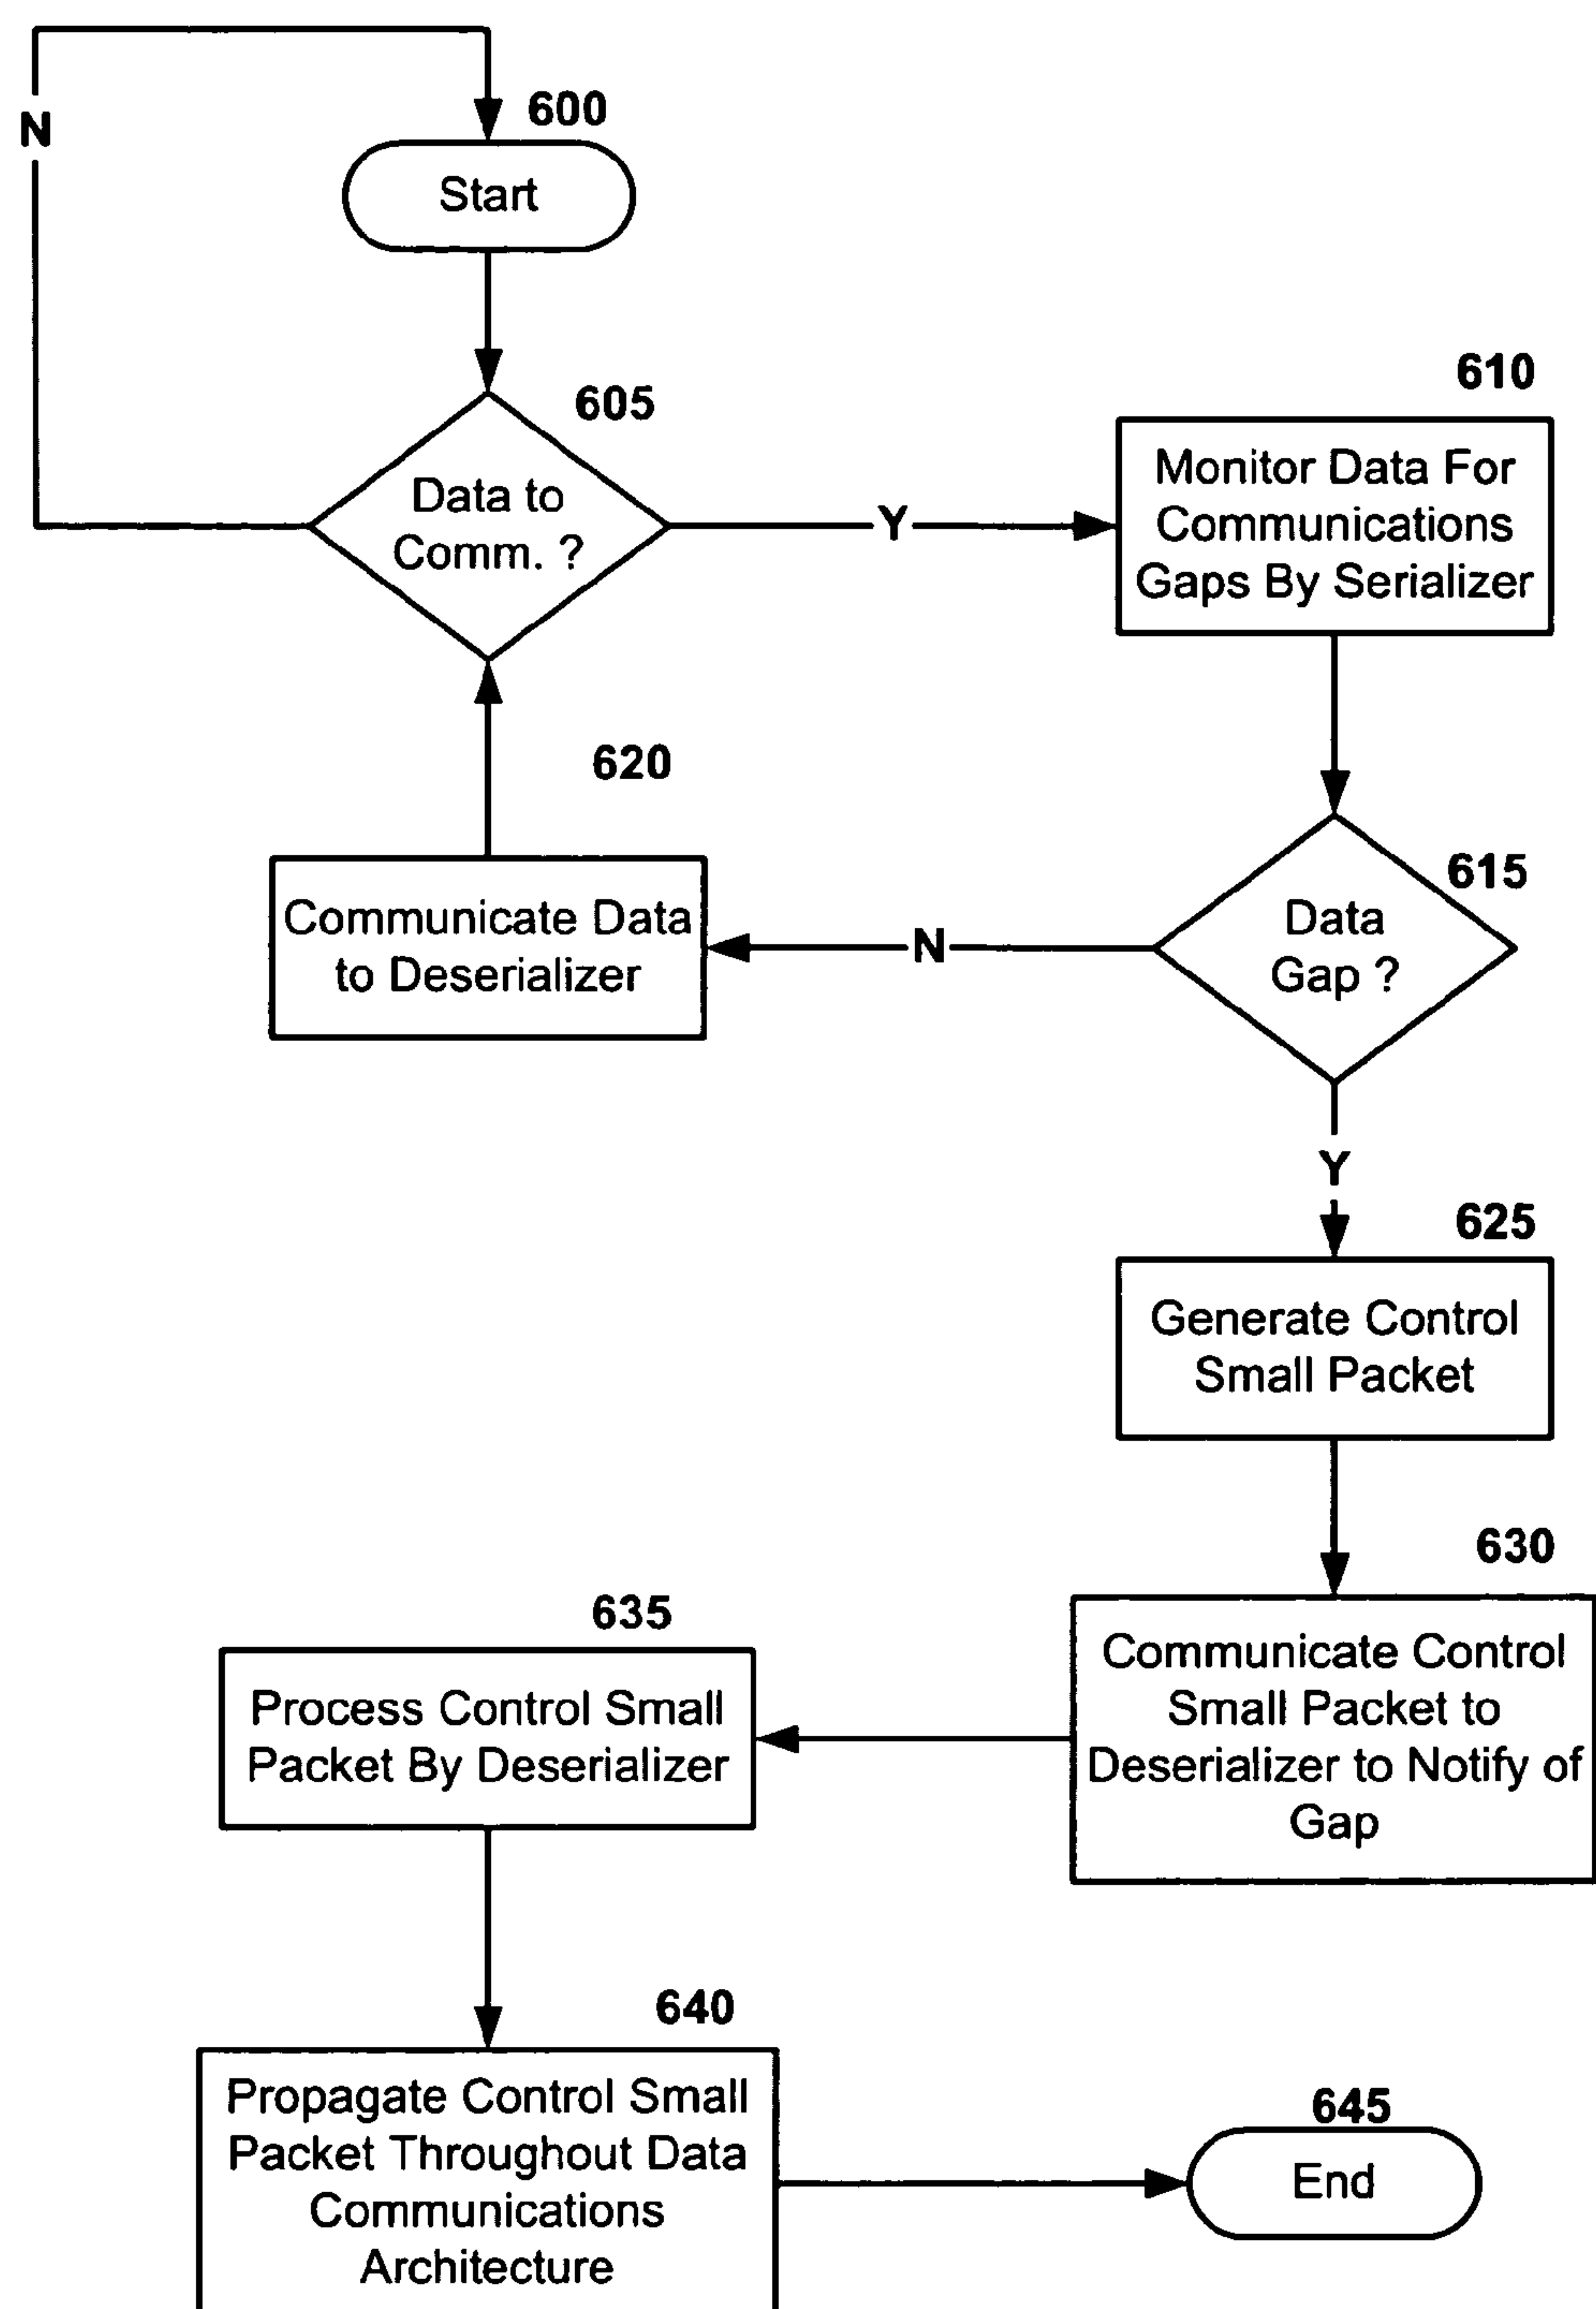 N
600
Start
605
Data to
Comm. ?
Y
610
Monitor Data For
Communications
Gaps By Serializer
615
Data
Gap ?
N
620
Communicate Data
to Deserializer
Y
625
Generate Control
Small Packet
630
Communicate Control
Small Packet to
Deserializer to Notify of
Gap
635
Process Control Small
Packet By Deserializer
640
Propagate Control Small
Packet Throughout Data
Communications
Architecture
645
End